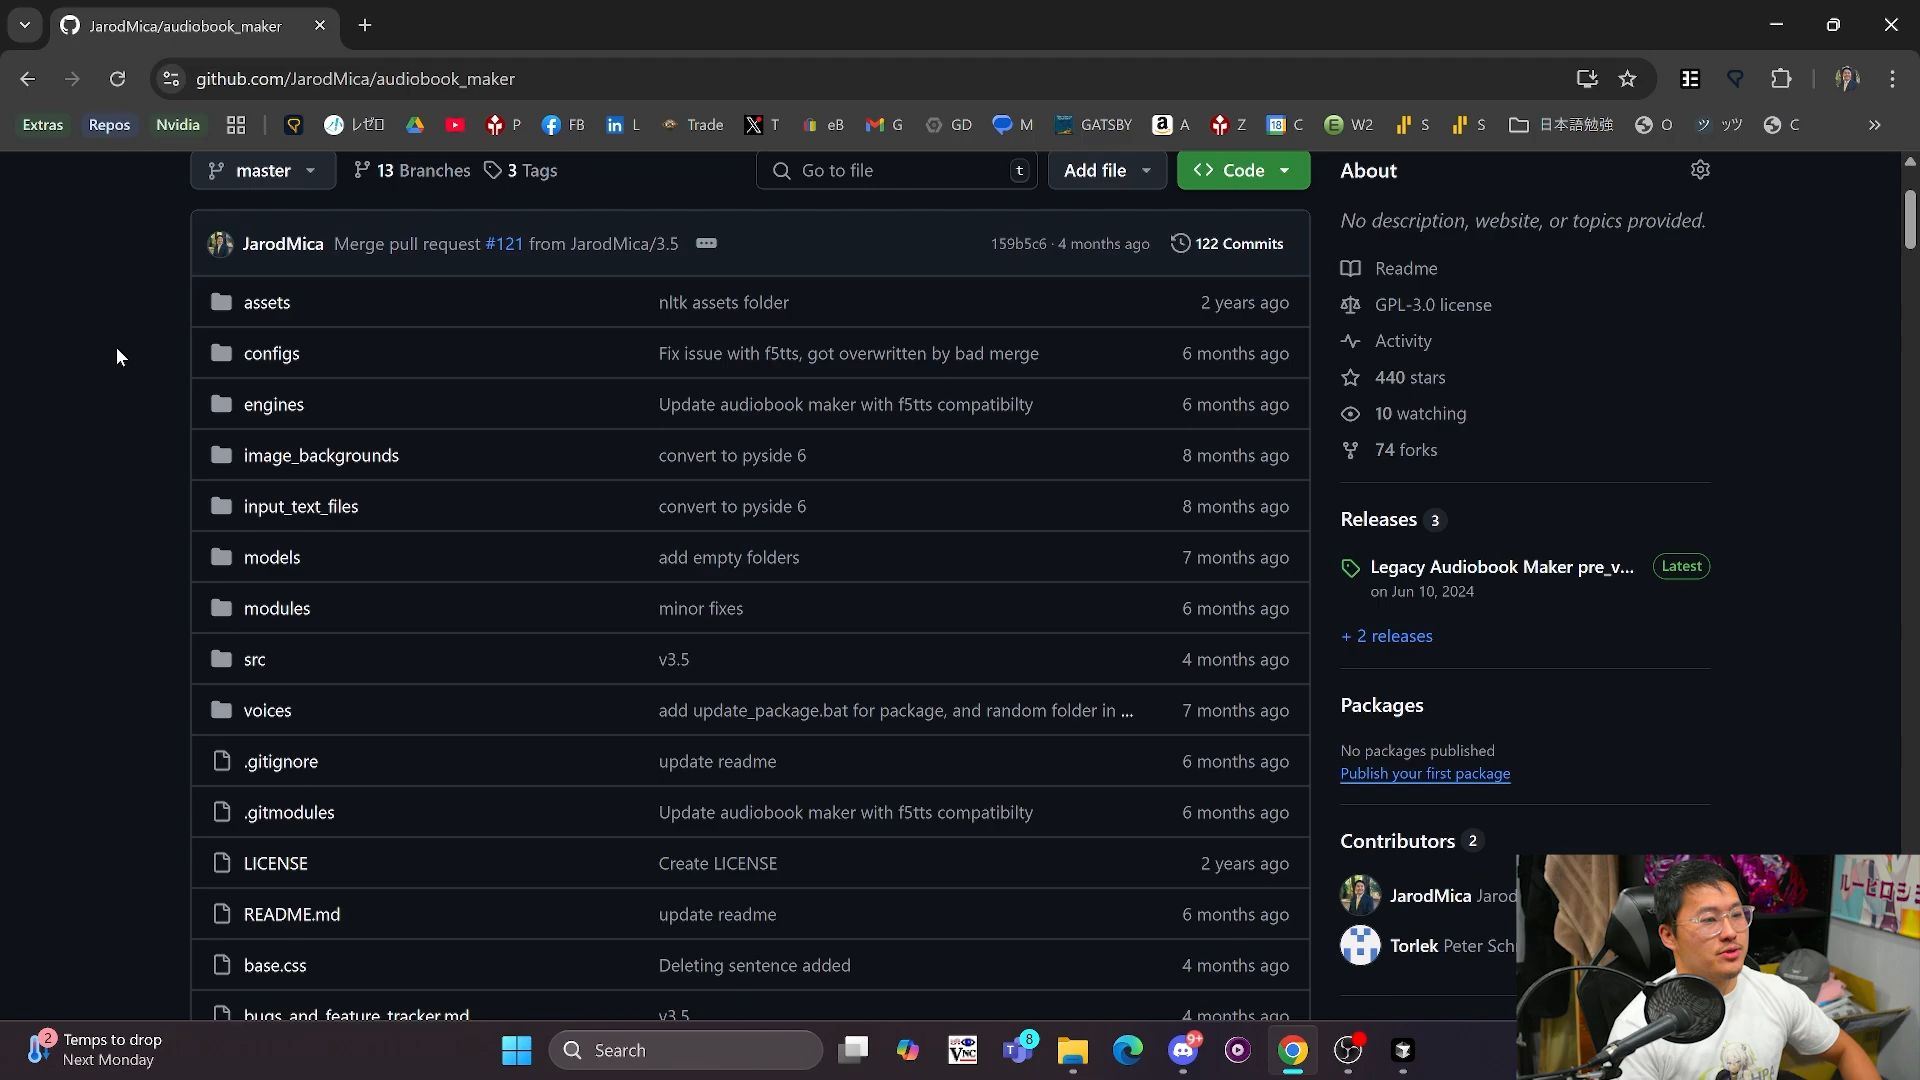 JarodMica/audiobook_maker
github.com/JarodMica/audiobook_maker
Extras Repos Nvidia レゼロ P FB L Trade T eB G GD M GATSBY A Z C W2 S S 日本語勉強 O ッツ C
master 13 Branches 3 Tags Go to file t Add file Code
JarodMica Merge pull request #121 from JarodMica/3.5 159b5c6 · 4 months ago 122 Commits
assets nltk assets folder 2 years ago
configs Fix issue with f5tts, got overwritten by bad merge 6 months ago
engines Update audiobook maker with f5tts compatibilty 6 months ago
image_backgrounds convert to pyside 6 8 months ago
input_text_files convert to pyside 6 8 months ago
models add empty folders 7 months ago
modules minor fixes 6 months ago
src v3.5 4 months ago
voices add update_package.bat for package, and random folder in ... 7 months ago
.gitignore update readme 6 months ago
.gitmodules Update audiobook maker with f5tts compatibilty 6 months ago
LICENSE Create LICENSE 2 years ago
README.md update readme 6 months ago
base.css Deleting sentence added 4 months ago
bugs_and_feature_tracker.md v3.5 4 months ago
About
No description, website, or topics provided.
Readme
GPL-3.0 license
Activity
440 stars
10 watching
74 forks
Releases 3
Legacy Audiobook Maker pre_v... Latest
on Jun 10, 2024
+ 2 releases
Packages
No packages published
Publish your first package
Contributors 2
JarodMica Jarod
Torlek Peter Sch
2 Temps to drop
Next Monday
Search
VNC
8
9+